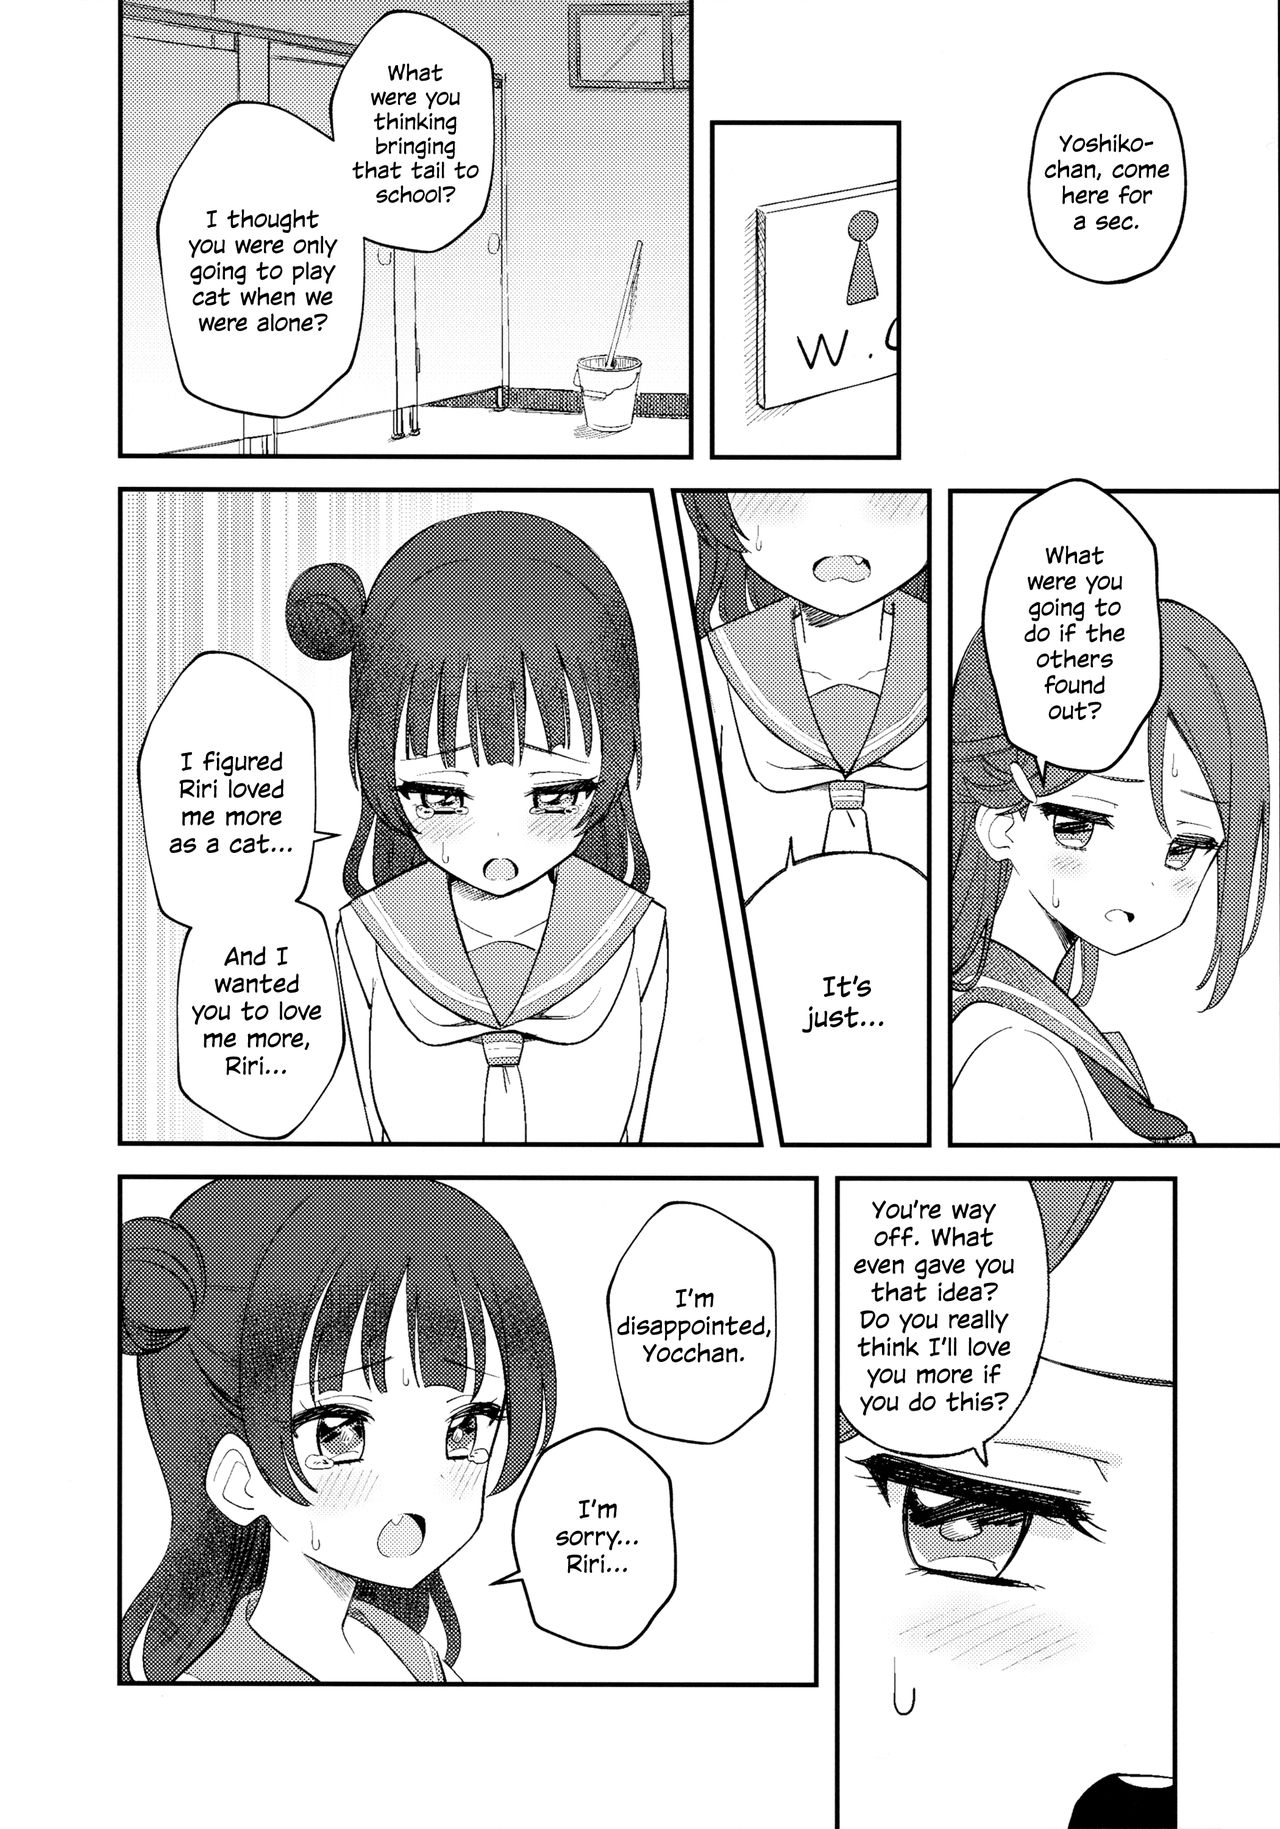 Yoshiko-
chan, come
here for
a sec.
W.C
What
were you
thinking
bringing
that tail to
school?
I thought
you were only
going to play
cat when we
were alone?
What
were you
going to
do if the
others
found
out?
It's
just...
I figured
Riri loved
me more
as a cat...
And I
wanted
you to love
me more,
Riri...
You're way
off. What
even gave you
that idea?
Do you really
think I'll love
you more if
you do this?
I'm
disappointed,
Yocchan.
I'm
sorry...
Riri...